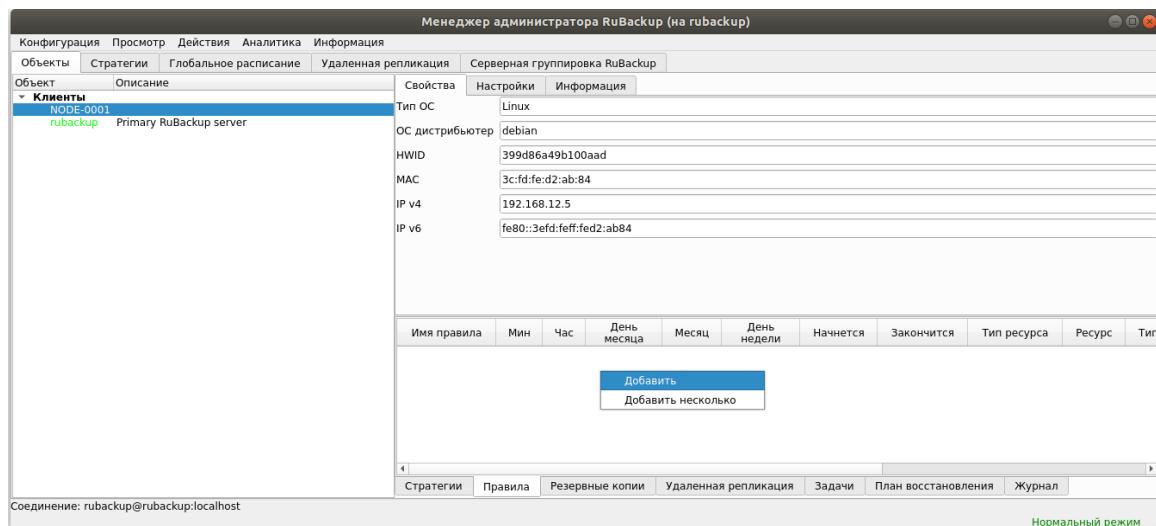 Менеджер администратора RuBackup (на rubackup)
Конфигурация Просмотр Действия Аналитика Информация
Объекты Стратегии Глобальное расписание Удаленная репликация Серверная группировка RuBackup
Объект Описание
Клиенты
NODE-0001
rubackup Primary RuBackup server
Свойства Настройки Информация
Тип ОС Linux
ОС дистрибьютер debian
HWID 399d86a49b100aad
MAC 3c:fd:fe:d2:ab:84
IP v4 192.168.12.5
IP v6 fe80::3efd:feff:fed2:ab84
Имя правила Мин Час День месяца Месяц День недели Начнется Закончится Тип ресурса Ресурс Тип
Добавить
Добавить несколько
Стратегии Правила Резервные копии Удаленная репликация Задачи План восстановления Журнал
Соединение: rubackup@rubackup:localhost
Нормальный режим